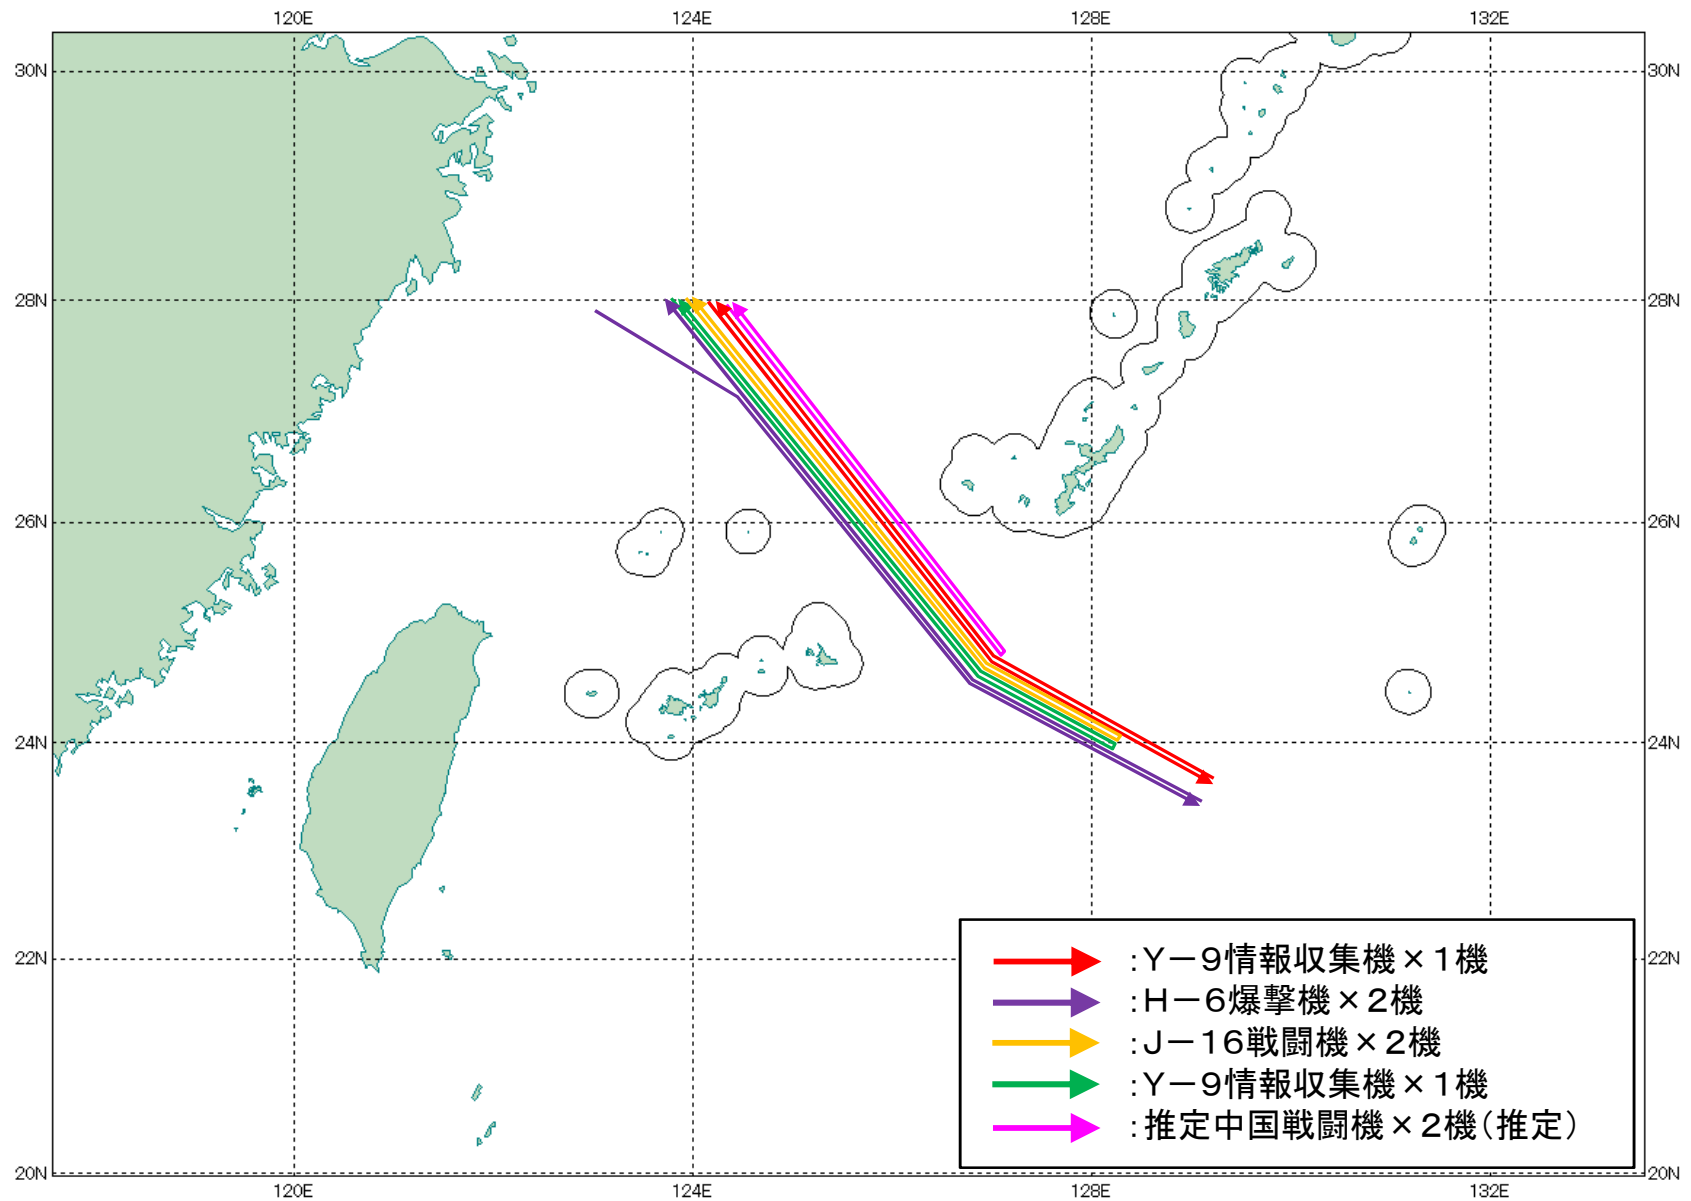 120E 124E 128E 132E
30N 30N
28N 28N
26N 26N
24N 24N
22N 22N
20N 20N
:Y－9情報収集機×1機
:H－6爆撃機×2機
:J－16戦闘機×2機
:Y－9情報収集機×1機
:推定中国戦闘機×2機(推定)
120E 124E 128E 132E